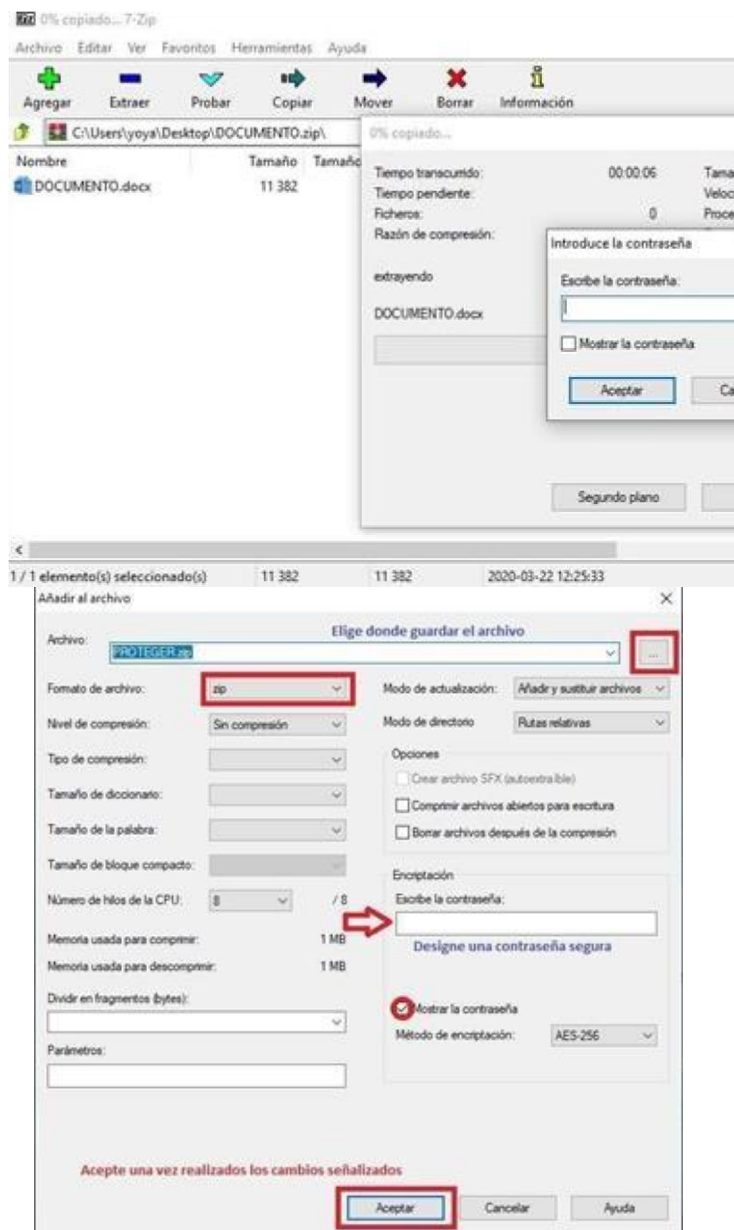 0% copiado... 7-Zip
Archivo Editar Ver Favoritos Herramientas Ayuda
Agregar Extraer Probar Copiar Mover Borrar Información
C:\Users\yoya\Desktop\DOCUMENTO.zip\
Nombre Tamaño Tamaño
DOCUMENTO.docx 11 382
0% copiado...
Tiempo transcurrido: 00:00:06 Tama
Tiempo pendiente: Veloc
Ficheros: 0 Proce
Razón de compresión:
extrayendo
DOCUMENTO.docx
Introduce la contraseña
Escribe la contraseña:
Mostrar la contraseña
Aceptar Ca
Segundo plano
1 / 1 elemento(s) seleccionado(s) 11 382 11 382 2020-03-22 12:25:33
Añadir al archivo
Elige donde guardar el archivo
Archivo: PROTEGER.zip ...
Formato de archivo: zip
Nivel de compresión: Sin compresión
Tipo de compresión:
Tamaño de diccionario:
Tamaño de la palabra:
Tamaño de bloque compacto:
Número de hilos de la CPU: 8 / 8
Memoria usada para comprimir: 1 MB
Memoria usada para descomprimir: 1 MB
Dividir en fragmentos (bytes):
Parámetros:
Modo de actualización: Añadir y sustituir archivos
Modo de directorio Rutas relativas
Opciones
Crear archivo SFX (autoextraíble)
Comprimir archivos abiertos para escritura
Borrar archivos después de la compresión
Encriptación
Escribe la contraseña:
Designe una contraseña segura
Mostrar la contraseña
Método de encriptación: AES-256
Acepte una vez realizados los cambios señalizados
Aceptar Cancelar Ayuda